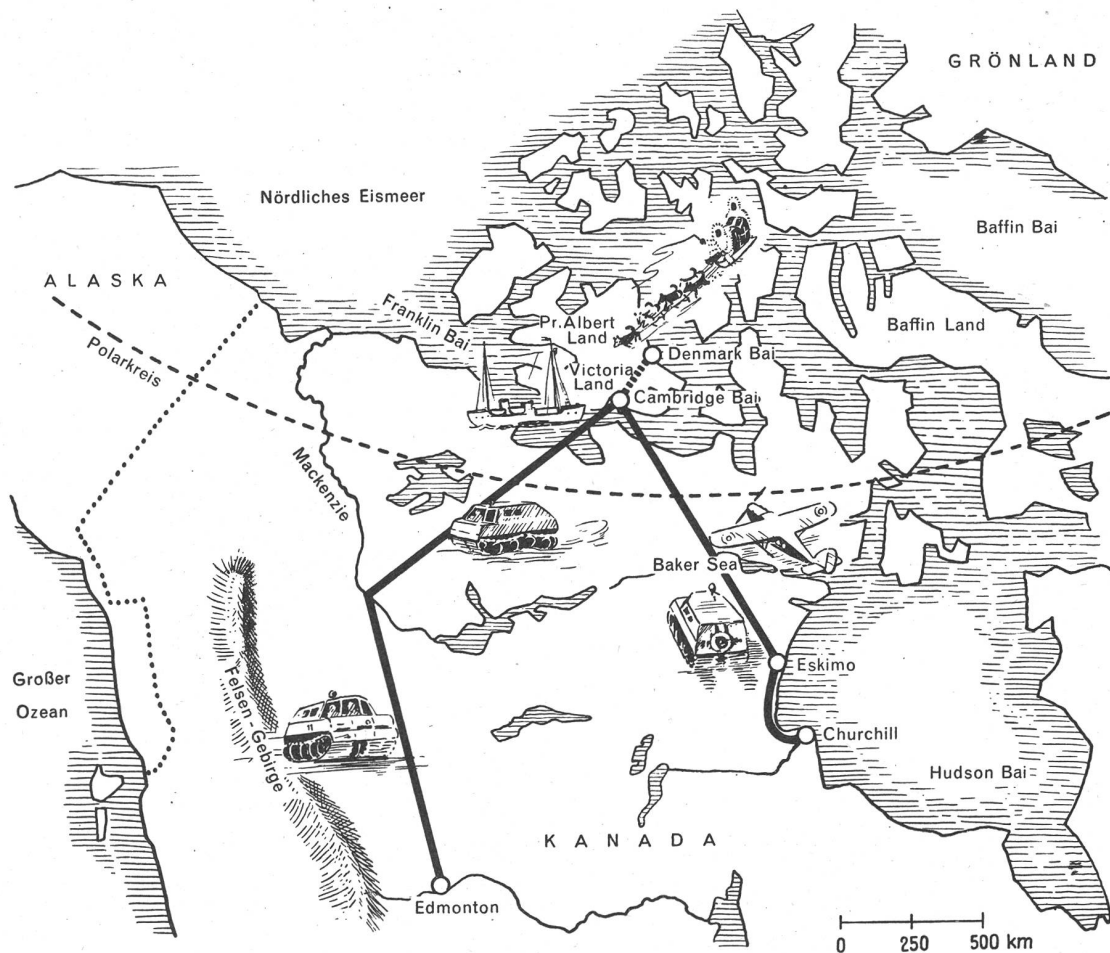 GRÖNLAND
Nördliches Eismeer
Baffin Bai
ALASKA
Franklin Bai
Pr. Albert
Land
Baffin Land
Polarkreis
Denmark Bai
Victoria
Land
Cambridge Bai
Mackenzie
Baker Sea
Eskimo
Großer
Ozean
Felsen-Gebirge
11
Churchill
Hudson Bai
KANADA
Edmonton
0 250 500 km